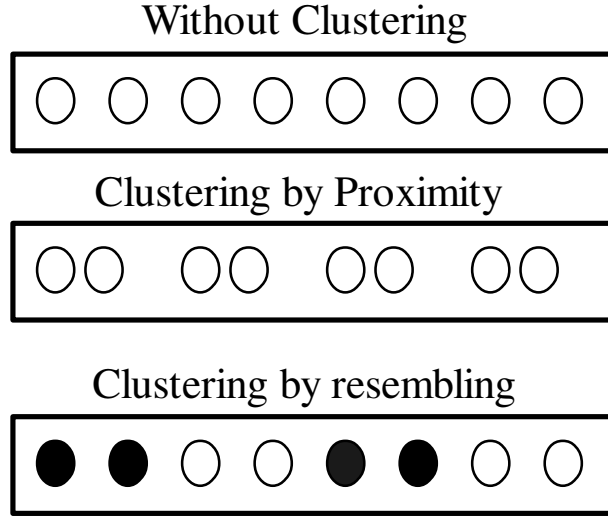 Without Clustering
Clustering by Proximity
Clustering by resembling